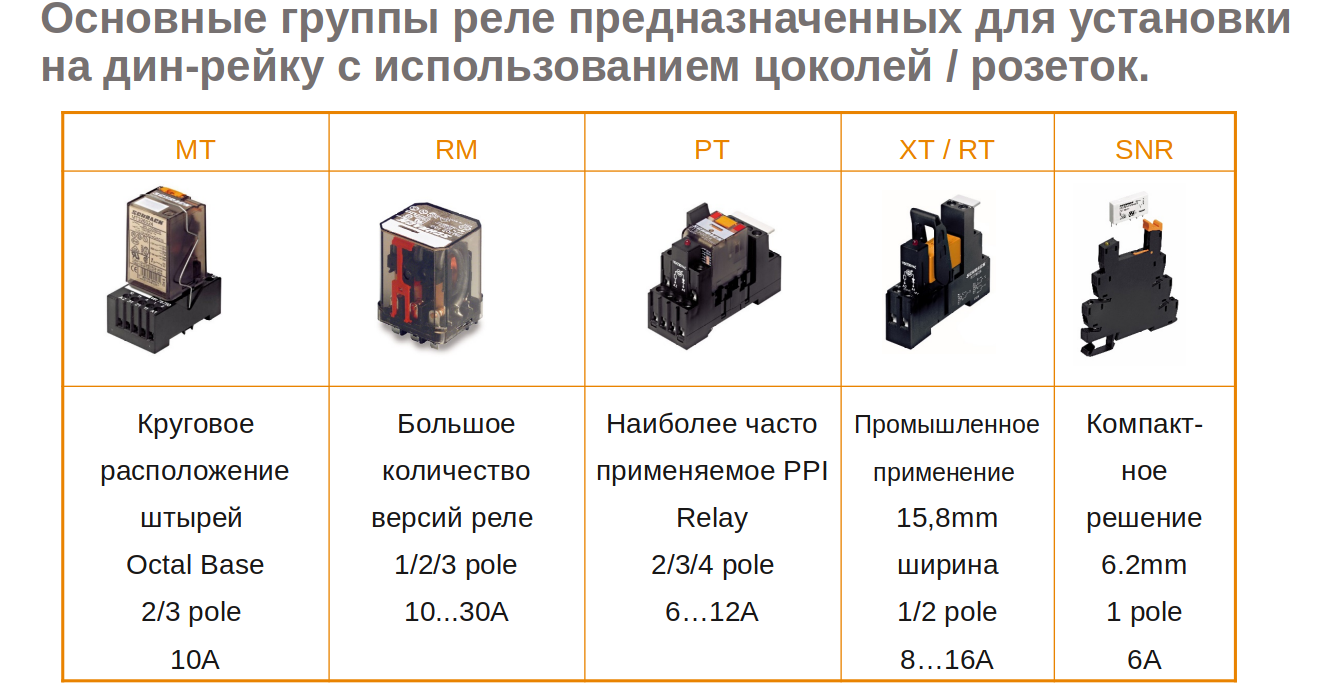 Основные группы реле предназначенных для установки
на дин-рейку с использованием цоколей / розеток.
MT
RM
PT
XT / RT
SNR
SCHRACK
Круговое
расположение
штырей
Octal Base
2/3 pole
10A
Большое
количество
версий реле
1/2/3 pole
10...30A
Наиболее часто
применяемое PPI
Relay
2/3/4 pole
6…12A
Промышленное
применение
15,8mm
ширина
1/2 pole
8…16A
Компакт-
ное
решение
6.2mm
1 pole
6A